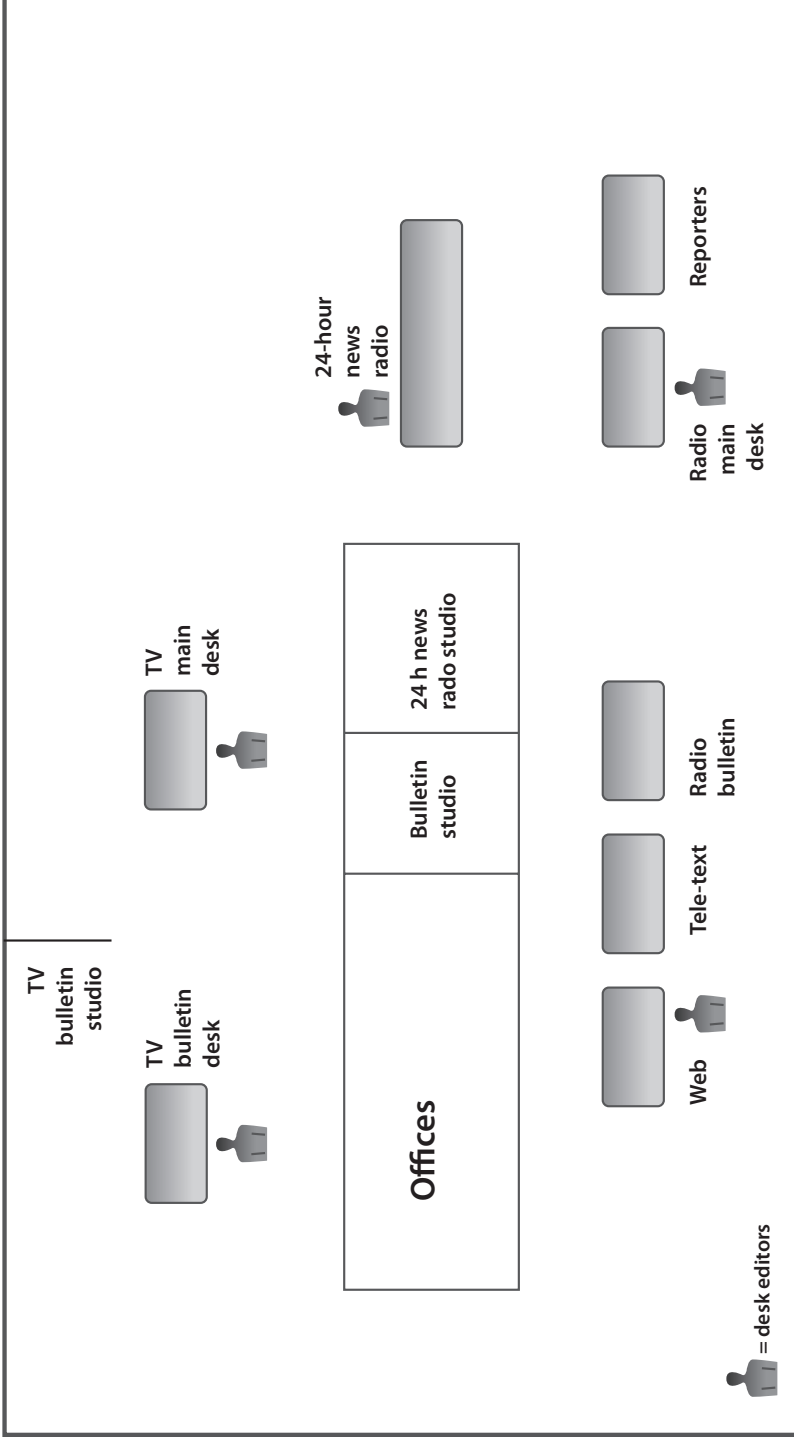 TV
bulletin
studio
TV
bulletin
desk
TV
main
desk
24-hour
news
radio
Offices
Bulletin
studio
24 h news
rado studio
Web
Tele-text
Radio
bulletin
Radio
main
desk
Reporters
= desk editors